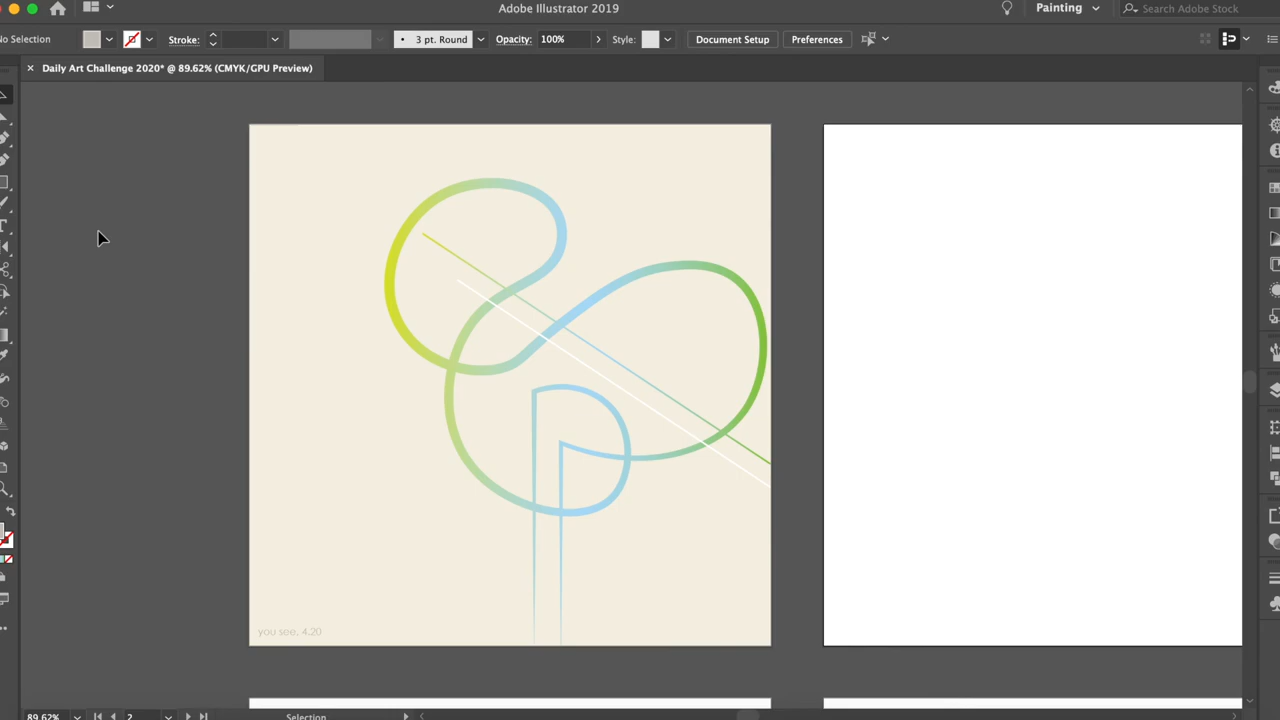 Adobe Illustrator 2019
Painting
Search Adobe Stock
No Selection
Stroke:
3 pt. Round
Opacity: 100%
Style:
Document Setup
Preferences
× Daily Art Challenge 2020* @ 89.62% (CMYK/GPU Preview)
you see, 4.20
89.62%
2
Selection